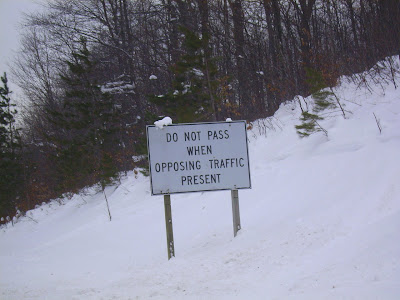 DO NOT PASS
WHEN
OPPOSING TRAFFIC
PRESENT